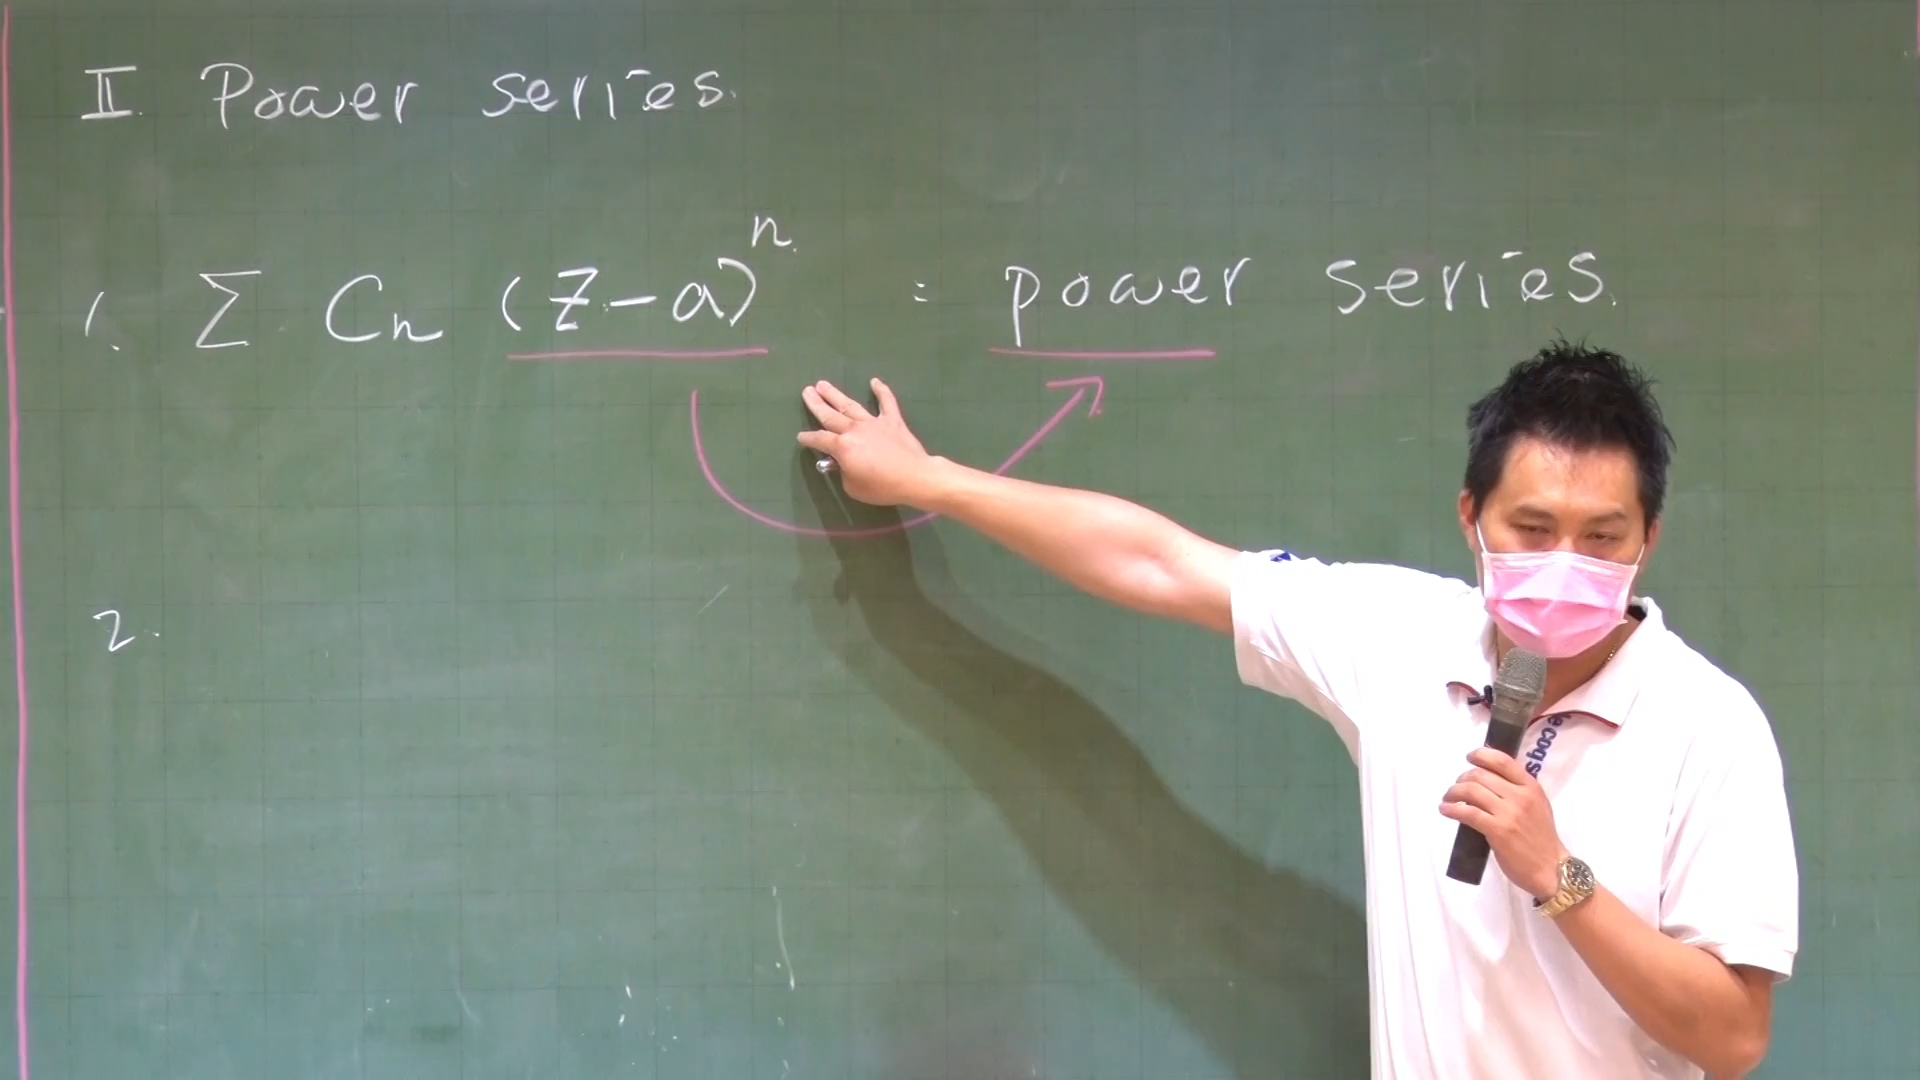 II. Power series.
1. Σ Cn (z-a)^n : power series.
2.